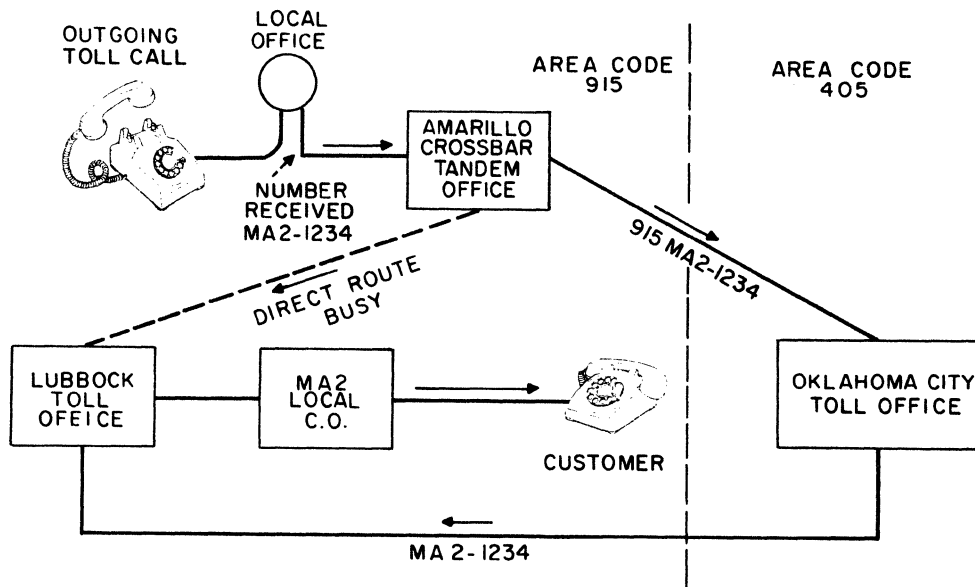 OUTGOING
TOLL CALL
LOCAL
OFFICE
AREA CODE
915
AREA CODE
405
AMARILLO
CROSSBAR
TANDEM
OFFICE
NUMBER
RECEIVED
MA2-1234
915 MA2-1234
DIRECT ROUTE
BUSY
LUBBOCK
TOLL
OFEICE
MA2
LOCAL
C.O.
CUSTOMER
OKLAHOMA CITY
TOLL OFFICE
MA 2-1234